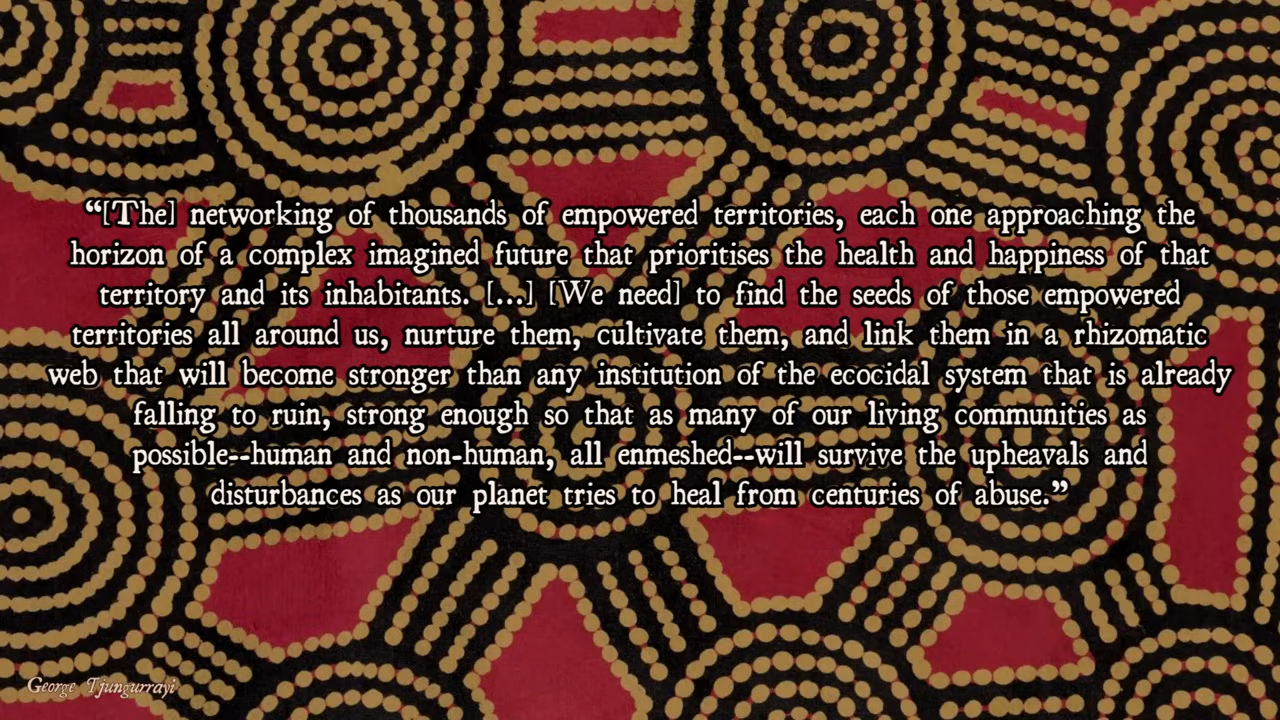 “[The] networking of thousands of empowered territories, each one approaching the
horizon of a complex imagined future that prioritises the health and happiness of that
territory and its inhabitants. [...] [We need] to find the seeds of those empowered
territories all around us, nurture them, cultivate them, and link them in a rhizomatic
web that will become stronger than any institution of the ecocidal system that is already
falling to ruin, strong enough so that as many of our living communities as
possible--human and non-human, all enmeshed--will survive the upheavals and
disturbances as our planet tries to heal from centuries of abuse.”
George Tjungurrayi